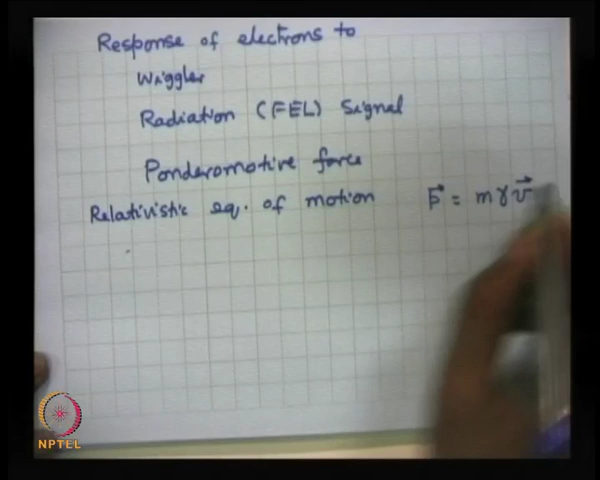 Response of electrons to
Wiggler
Radiation (FEL) Signal
Ponderomotive force
Relativistic eq. of motion p⃗ = mγv⃗
NPTEL